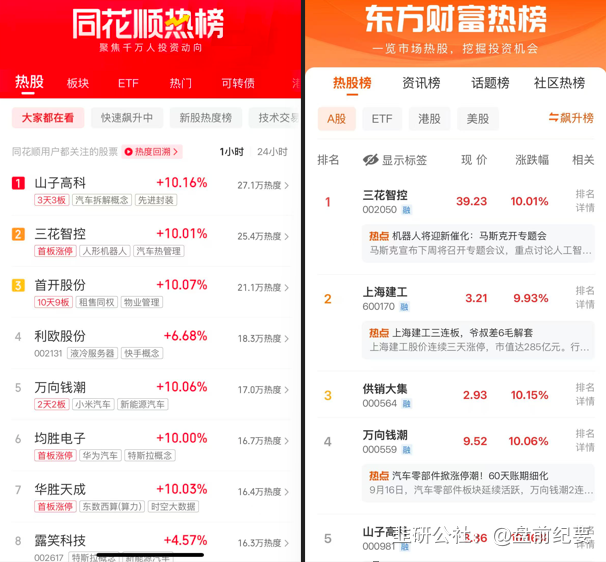 同花顺热榜
聚焦千万人投资动向
热股 板块 ETF 热门 可转债
大家都在看 快速飙升中 新股热度榜 技术交易
同花顺用户都关注的股票 热度回溯 > 1小时 24小时
1 山子高科 +10.16% 27.1万热度 >
3天3板 汽车拆解概念 先进封装
2 三花智控 +10.01% 25.4万热度 >
首板涨停 人形机器人 汽车热管理
3 首开股份 +10.07% 21.1万热度 >
10天9板 租售同权 物业管理
4 利欧股份 +6.68% 18.3万热度 >
002131 液冷服务器 快手概念
5 万向钱潮 +10.06% 17.0万热度 >
2天2板 小米汽车 新能源汽车
6 均胜电子 +10.00% 16.7万热度 >
首板涨停 华为汽车 特斯拉概念
7 华胜天成 +10.03% 16.4万热度 >
首板涨停 东数西算(算力) 时空大数据
8 露笑科技 +4.57% 16.3万热度 >
002617 特斯拉概念 新能源汽车
东方财富热榜
一览市场热股，挖掘投资机会
热股榜 资讯榜 话题榜 社区热榜
A股 ETF 港股 美股 飙升榜
排名 显示标签 现价 涨跌幅 相关
1 三花智控 39.23 10.01% 排名
002050 融 详情
热点 机器人将迎新催化：马斯克开专题会
马斯克宣布下周将召开专题会议，重点讨论人工智...
2 上海建工 3.21 9.93% 排名
600170 融 详情
热点 上海建工三连板，爷叔差6毛解套
上海建工股价连续三天涨停，市值达285亿元。行...
3 供销大集 2.93 10.15% 排名
000564 融 详情
4 万向钱潮 9.52 10.06% 排名
000559 融 详情
热点 汽车零部件掀涨停潮！60天账期细化
9月16日，汽车零部件板块延续活跃，万向钱潮2连...
5 山子高科 10.16% 排名
000981 融 详情
韭研公社 @盘前纪要